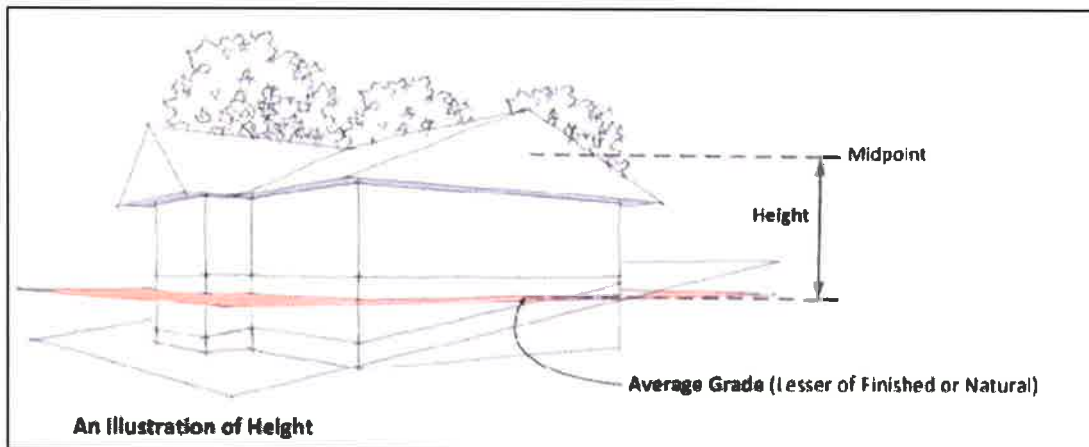 Midpoint
Height
Average Grade (Lesser of Finished or Natural)
An Illustration of Height